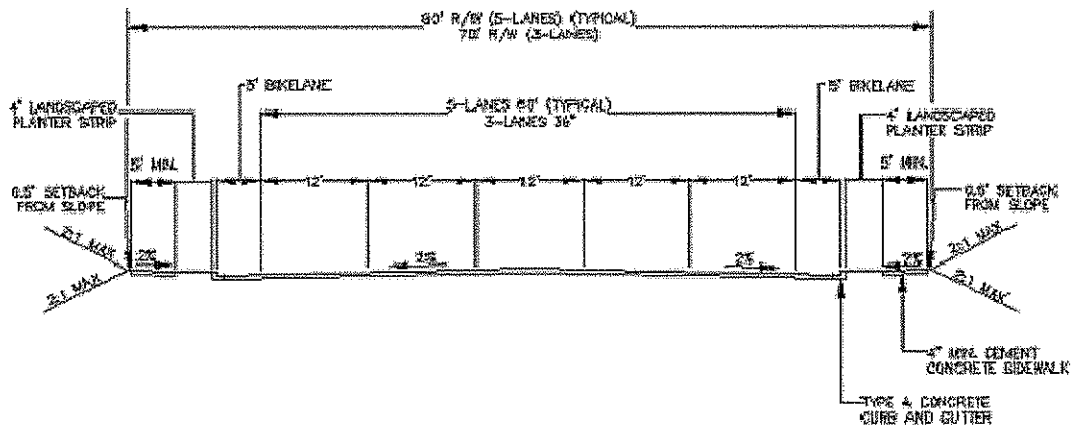 90' R/W (5-LANES) (TYPICAL)
70' R/W (3-LANES)
5' BIKELANE
5' BIKELANE
4' LANDSCAPED
PLANTER STRIP
5-LANES 60' (TYPICAL)
3-LANES 36'
4' LANDSCAPED
PLANTER STRIP
5' MIN.
5' MIN.
0.5' SETBACK
FROM SLOPE
12'
12'
12'
12'
12'
0.5' SETBACK
FROM SLOPE
2:1 MAX
2%
2%
2%
2%
2:1 MAX
2:1 MAX
2:1 MAX
4" MIN. CEMENT
CONCRETE SIDEWALK
TYPE A CONCRETE
CURB AND GUTTER